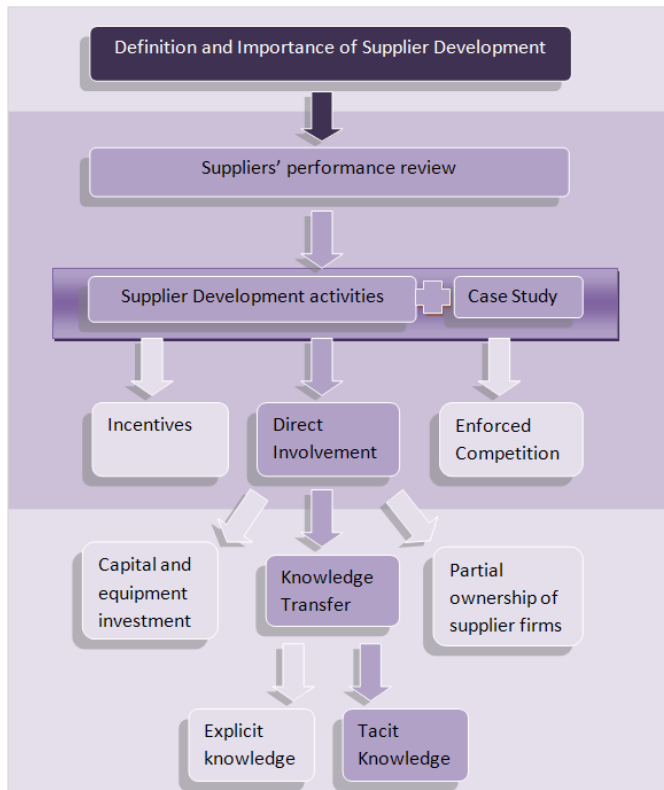 Definition and Importance of Supplier Development
Suppliers’ performance review
Supplier Development activities
Case Study
Incentives
Direct
Involvement
Enforced
Competition
Capital and
equipment
investment
Knowledge
Transfer
Partial
ownership of
supplier firms
Explicit
knowledge
Tacit
Knowledge